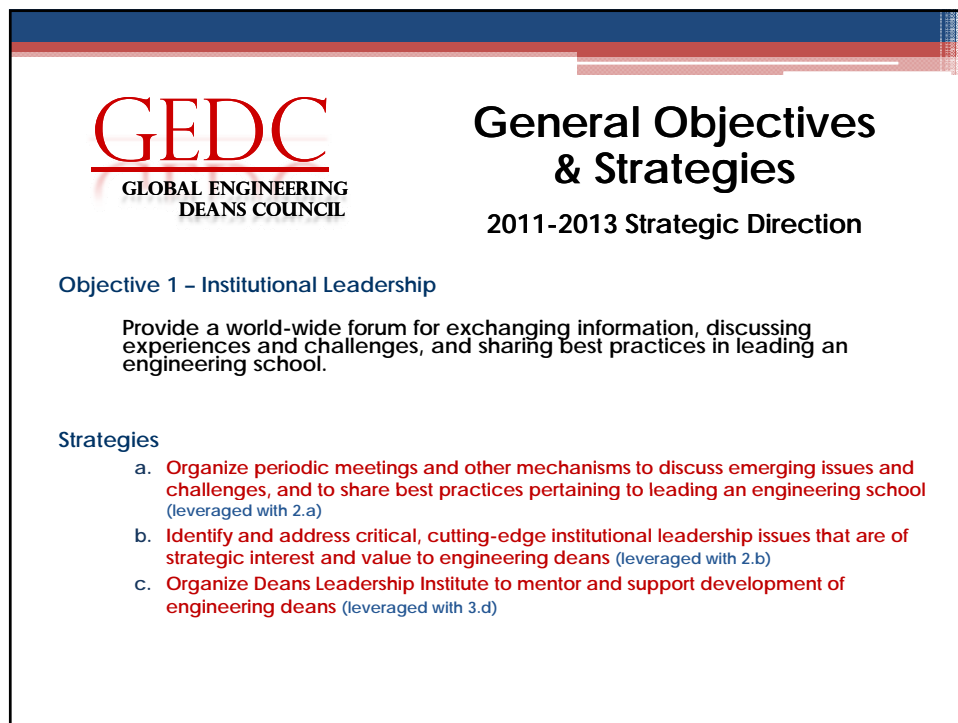 GEDC
GLOBAL ENGINEERING
DEANS COUNCIL
General Objectives
& Strategies
2011-2013 Strategic Direction
Objective 1 – Institutional Leadership
Provide a world-wide forum for exchanging information, discussing
experiences and challenges, and sharing best practices in leading an
engineering school.
Strategies
a. Organize periodic meetings and other mechanisms to discuss emerging issues and
challenges, and to share best practices pertaining to leading an engineering school
(leveraged with 2.a)
b. Identify and address critical, cutting-edge institutional leadership issues that are of
strategic interest and value to engineering deans (leveraged with 2.b)
c. Organize Deans Leadership Institute to mentor and support development of
engineering deans (leveraged with 3.d)